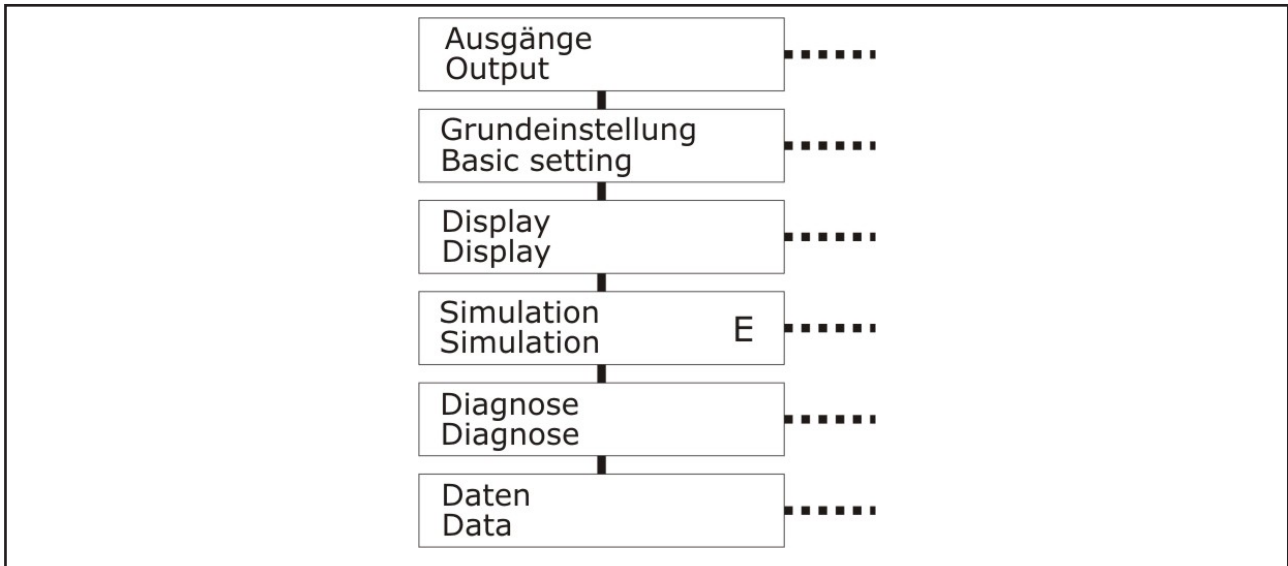 Ausgänge
Output
Grundeinstellung
Basic setting
Display
Display
Simulation
Simulation E
Diagnose
Diagnose
Daten
Data